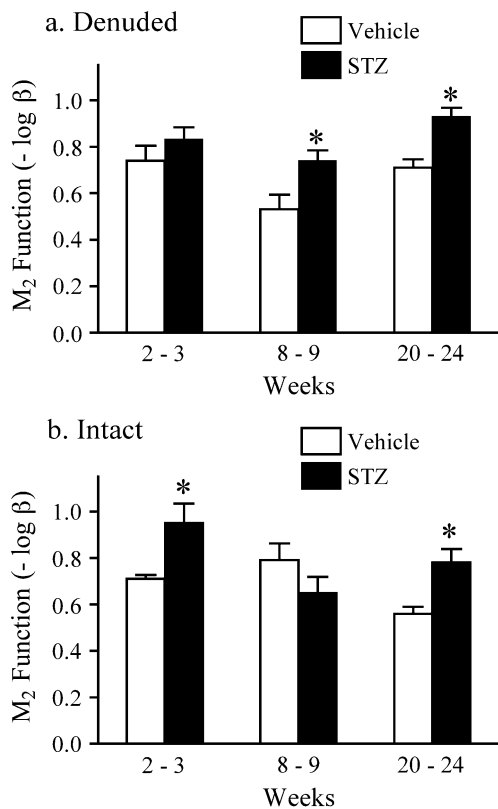 a. Denuded
Vehicle
STZ
M₂ Function (- log β)
1.0
0.8
0.6
0.4
0.2
0.0
*
*
2 - 3
8 - 9
20 - 24
Weeks
b. Intact
Vehicle
STZ
M₂ Function (- log β)
1.0
0.8
0.6
0.4
0.2
0.0
*
*
2 - 3
8 - 9
20 - 24
Weeks